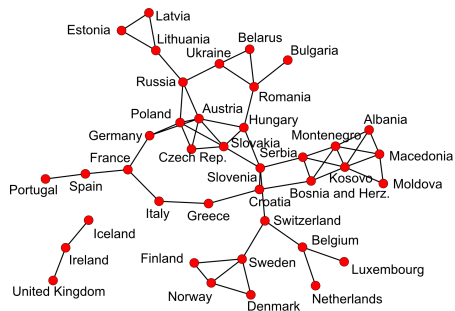 Latvia
Estonia
Lithuania
Belarus
Ukraine
Bulgaria
Russia
Romania
Poland
Austria
Hungary
Albania
Germany
Slovakia
Montenegro
Czech Rep.
Serbia
Macedonia
France
Slovenia
Kosovo
Moldova
Portugal
Spain
Bosnia and Herz.
Croatia
Italy
Greece
Switzerland
Iceland
Belgium
Ireland
Finland
Sweden
Luxembourg
United Kingdom
Norway
Denmark
Netherlands